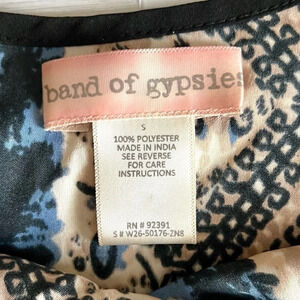 band of gypsies
S
100% POLYESTER
MADE IN INDIA
SEE REVERSE
FOR CARE
INSTRUCTIONS
RN # 92391
S # W26-50176-ZN8